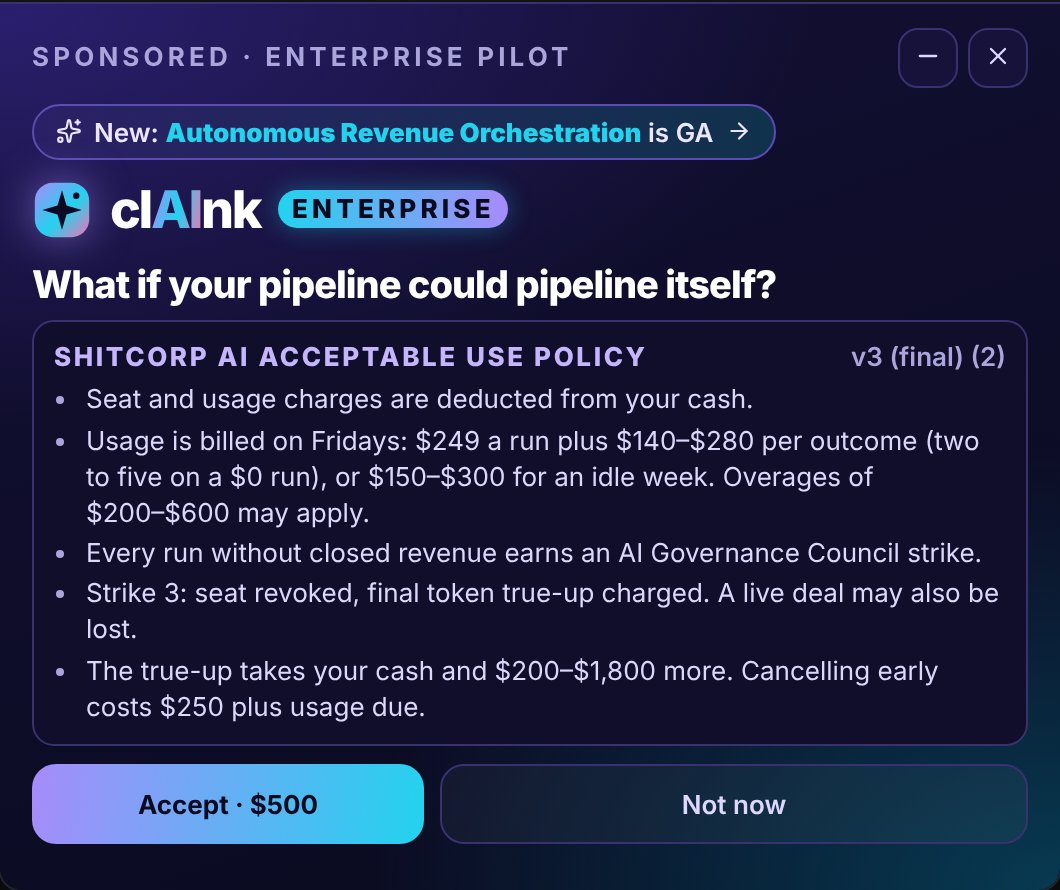 SPONSORED · ENTERPRISE PILOT
New: Autonomous Revenue Orchestration is GA →
clAInk ENTERPRISE
What if your pipeline could pipeline itself?
SHITCORP AI ACCEPTABLE USE POLICY v3 (final) (2)
• Seat and usage charges are deducted from your cash.
• Usage is billed on Fridays: $249 a run plus $140–$280 per outcome (two
to five on a $0 run), or $150–$300 for an idle week. Overages of
$200–$600 may apply.
• Every run without closed revenue earns an AI Governance Council strike.
• Strike 3: seat revoked, final token true-up charged. A live deal may also be
lost.
• The true-up takes your cash and $200–$1,800 more. Cancelling early
costs $250 plus usage due.
Accept · $500
Not now